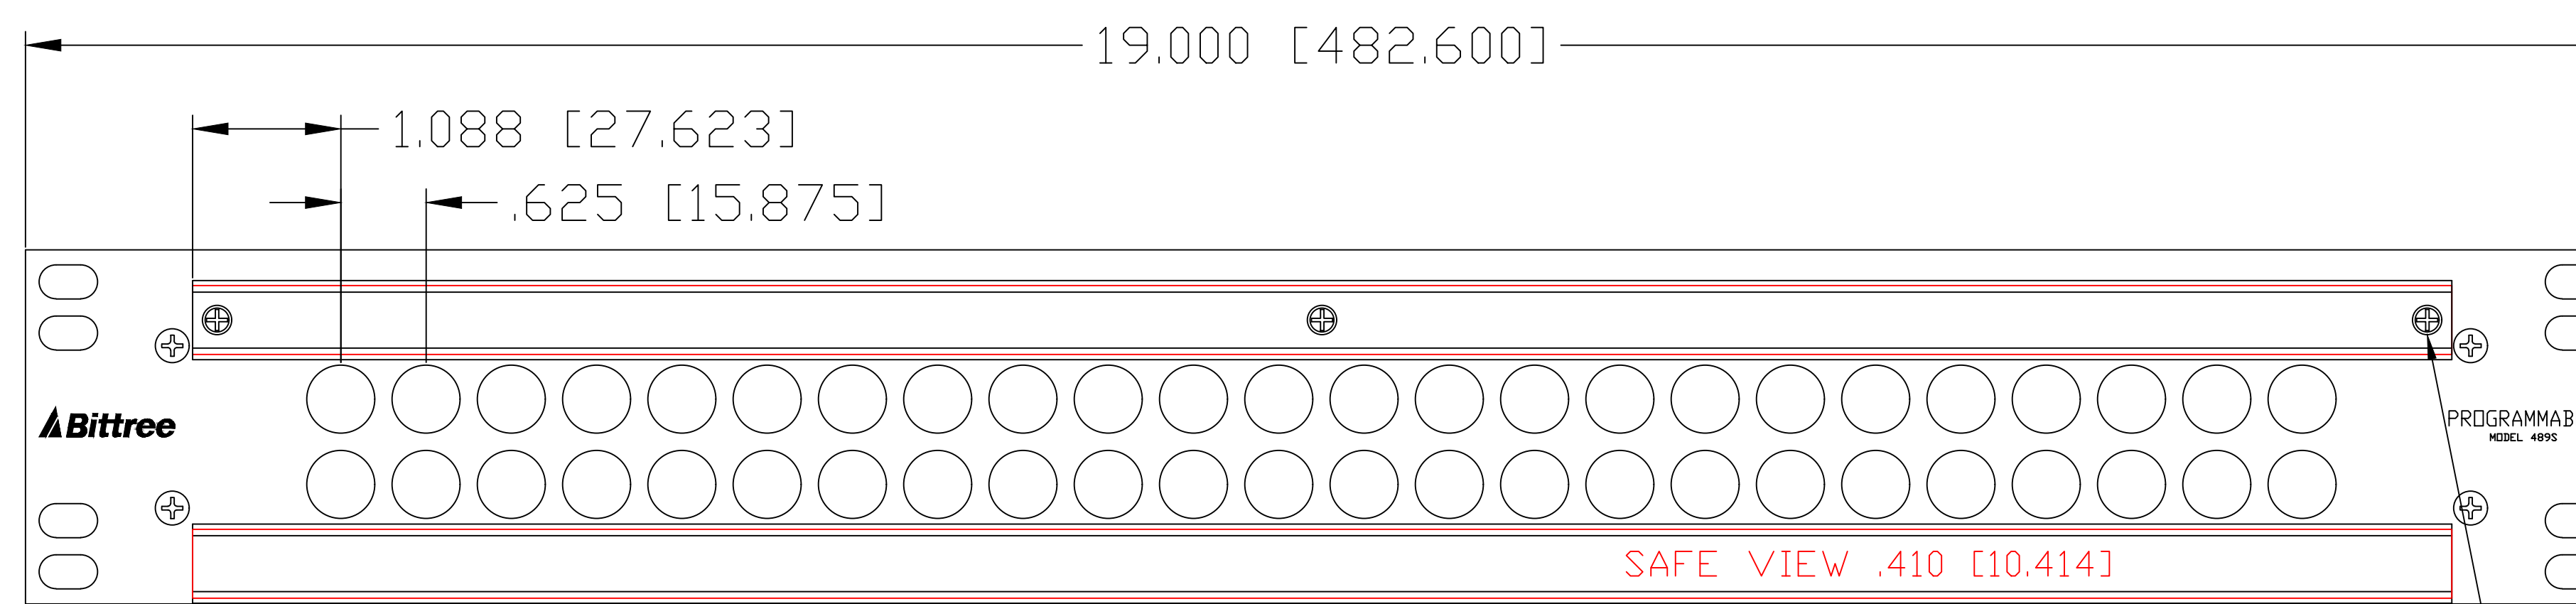 19.000 [482.600]
1.088 [27.623]
.625 [15.875]
Bittree
PROGRAMMAB
MODEL 489S
SAFE VIEW .410 [10.414]